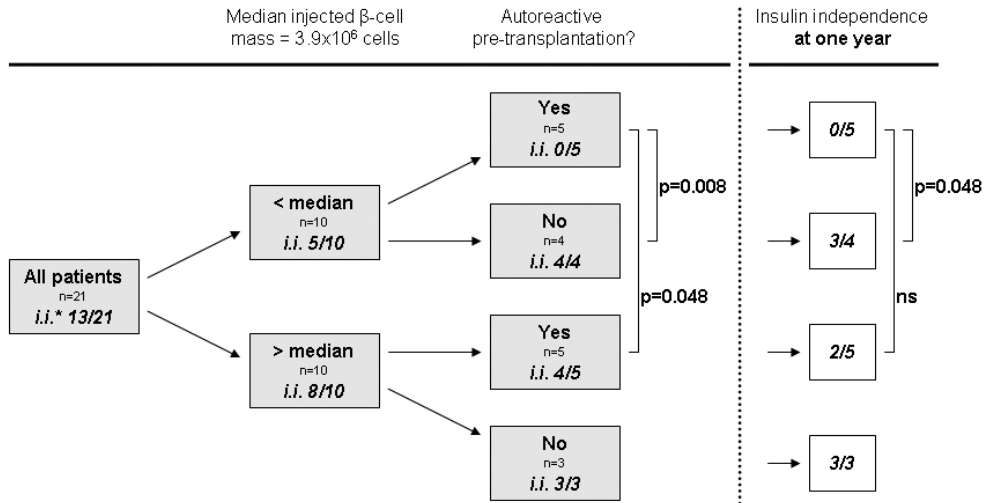 Median injected β-cell
mass = 3.9x10⁶ cells
Autoreactive
pre-transplantation?
Insulin independence
at one year
All patients
n=21
i.i.* 13/21
< median
n=10
i.i. 5/10
> median
n=10
i.i. 8/10
Yes
n=5
i.i. 0/5
No
n=4
i.i. 4/4
Yes
n=5
i.i. 4/5
No
n=3
i.i. 3/3
p=0.008
p=0.048
0/5
3/4
2/5
3/3
p=0.048
ns